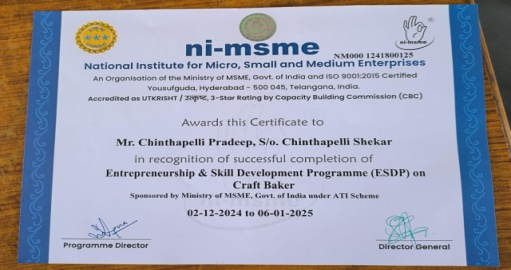 ni-msme
ni-msme
NM000 1241800125
National Institute for Micro, Small and Medium Enterprises
An Organisation of the Ministry of MSME, Govt. of India and ISO 9001:2015 Certified
Yousufguda, Hyderabad - 500 045, Telangana, India.
Accredited as UTKRISHT / उत्कृष्ट, 3-Star Rating by Capacity Building Commission (CBC)
Awards this Certificate to
Mr. Chinthapelli Pradeep, S/o. Chinthapelli Shekar
in recognition of successful completion of
Entrepreneurship & Skill Development Programme (ESDP) on
Craft Baker
Sponsored by Ministry of MSME, Govt. of India under ATI Scheme
02-12-2024 to 06-01-2025
Programme Director
Director General